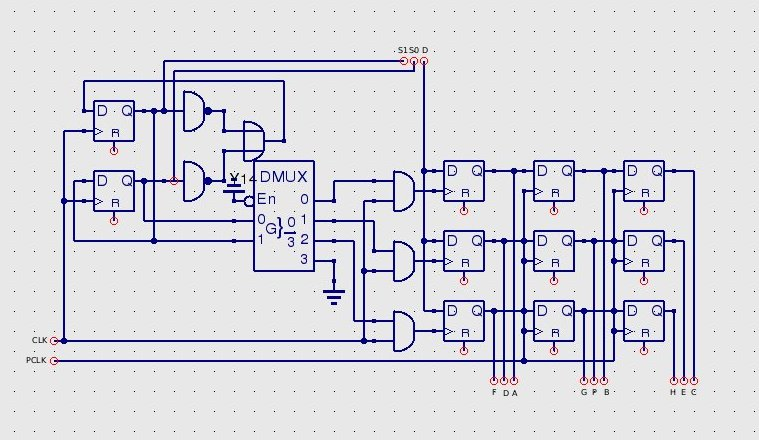 S1S0 D
D Q
R
D Q
R
Y14
DMUX
En
0
1
G} 0
3
0
1
2
3
D Q
R
D Q
R
D Q
R
D Q
R
D Q
R
D Q
R
D Q
R
D Q
R
D Q
R
CLK
PCLK
F D A
G P B
H E C